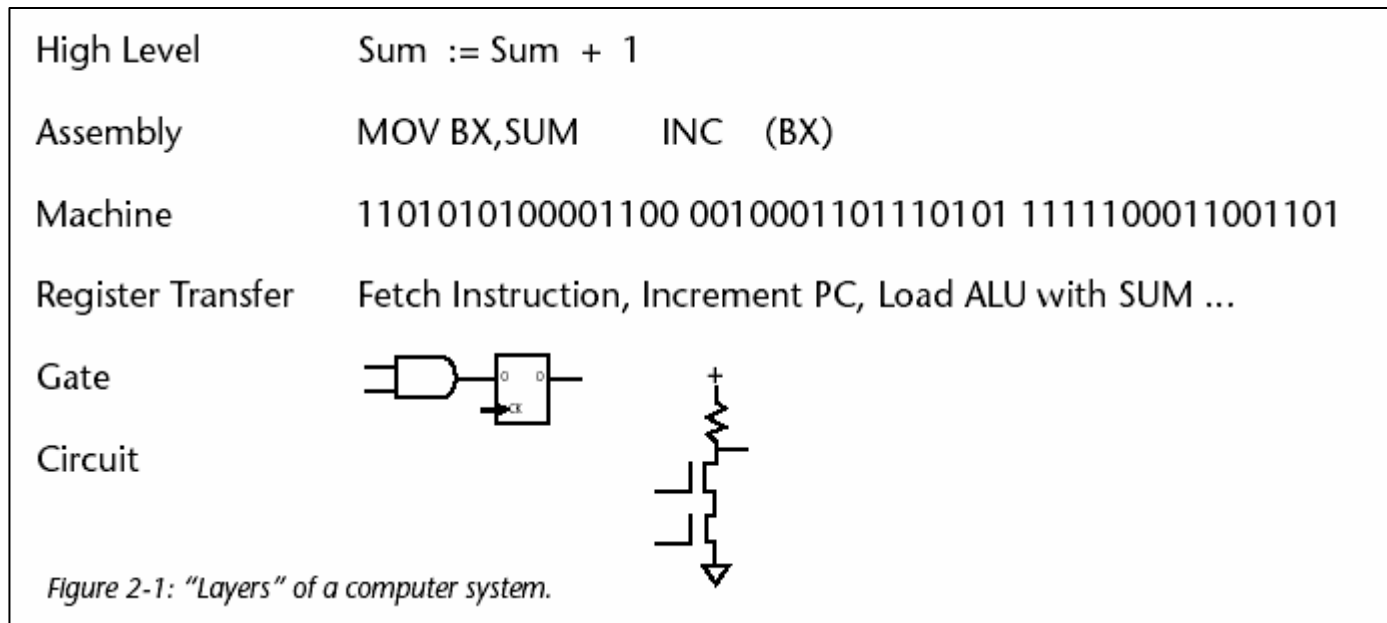 High Level Sum := Sum + 1
Assembly MOV BX,SUM INC (BX)
Machine 1101010100001100 0010001101110101 1111100011001101
Register Transfer Fetch Instruction, Increment PC, Load ALU with SUM ...
Gate
+
Circuit
Figure 2-1: "Layers" of a computer system.